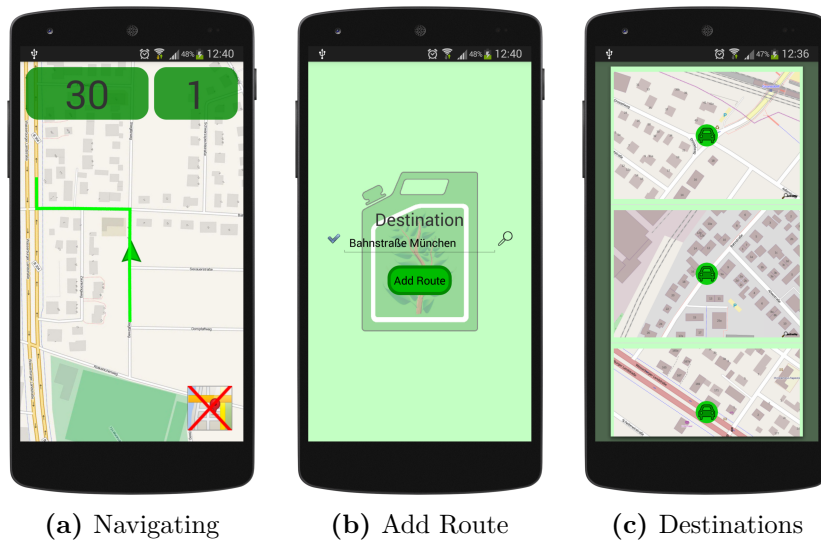 48% 12:40
30 1
48% 12:40
Destination
Bahnstraße München
Add Route
47% 12:36
(a) Navigating
(b) Add Route
(c) Destinations